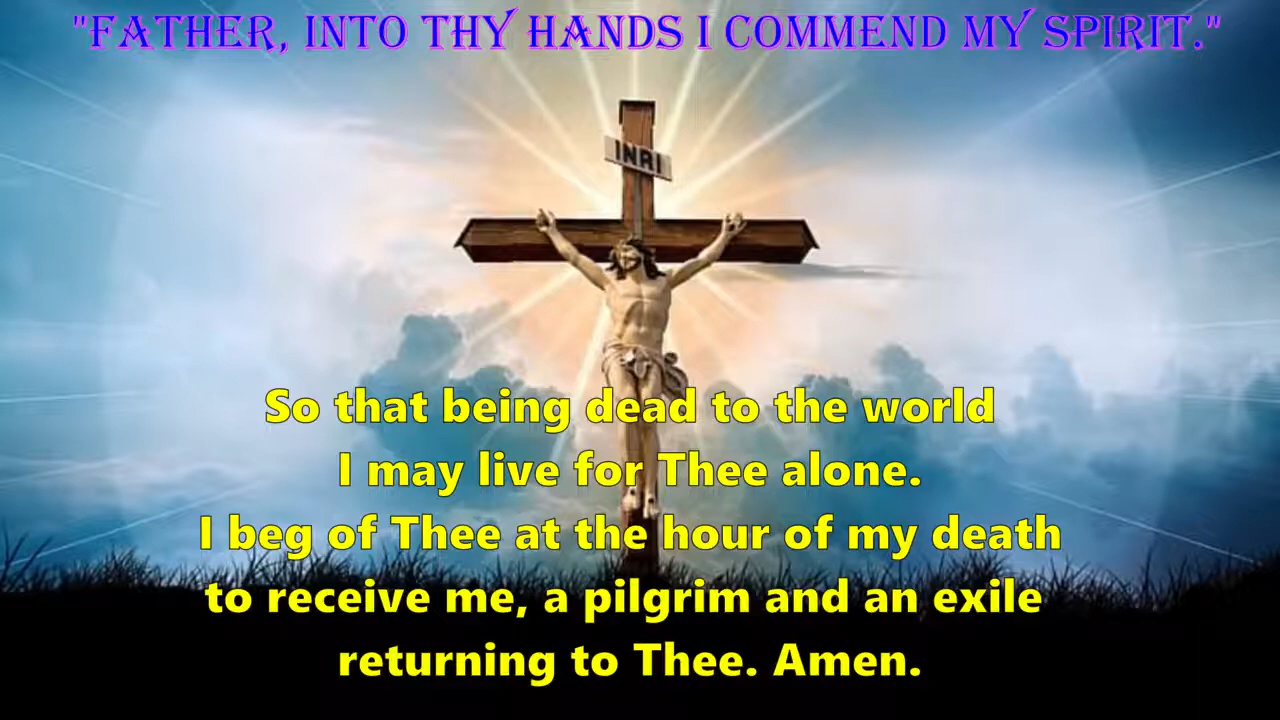 "FATHER, INTO THY HANDS I COMMEND MY SPIRIT."
INRI
So that being dead to the world
I may live for Thee alone.
I beg of Thee at the hour of my death
to receive me, a pilgrim and an exile
returning to Thee. Amen.